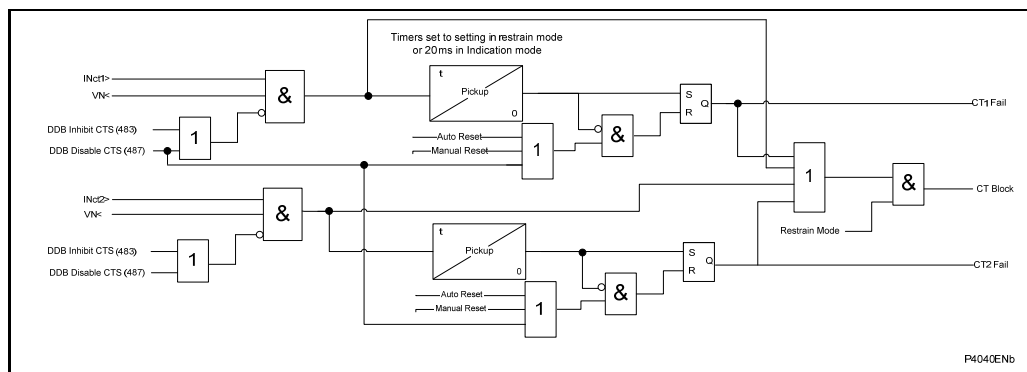 Timers set to setting in restrain mode
or 20ms in Indication mode
INct1>
VN<
&
t
Pickup
0
S
Q
R
CT1 Fail
DDB Inhibit CTS (483)
1
DDB Disable CTS (487)
Auto Reset
Manual Reset
1
&
1
&
CT Block
Restrain Mode
INct2>
VN<
&
t
Pickup
0
S
Q
R
CT2 Fail
DDB Inhibit CTS (483)
1
DDB Disable CTS (487)
Auto Reset
Manual Reset
1
&
P4040ENb